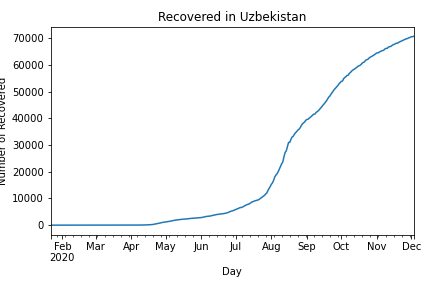 Recovered in Uzbekistan
Number of Recovered
70000
60000
50000
40000
30000
20000
10000
0
Feb Mar Apr May Jun Jul Aug Sep Oct Nov Dec
2020
Day